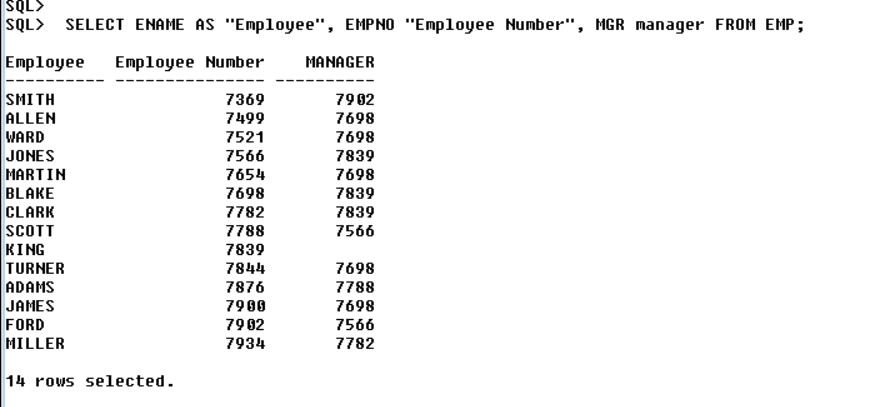 SQL>
SQL>  SELECT ENAME AS "Employee", EMPNO "Employee Number", MGR manager FROM EMP;
Employee   Employee Number    MANAGER
---------- --------------- ----------
SMITH                 7369       7902
ALLEN                 7499       7698
WARD                  7521       7698
JONES                 7566       7839
MARTIN                7654       7698
BLAKE                 7698       7839
CLARK                 7782       7839
SCOTT                 7788       7566
KING                  7839
TURNER                7844       7698
ADAMS                 7876       7788
JAMES                 7900       7698
FORD                  7902       7566
MILLER                7934       7782
14 rows selected.